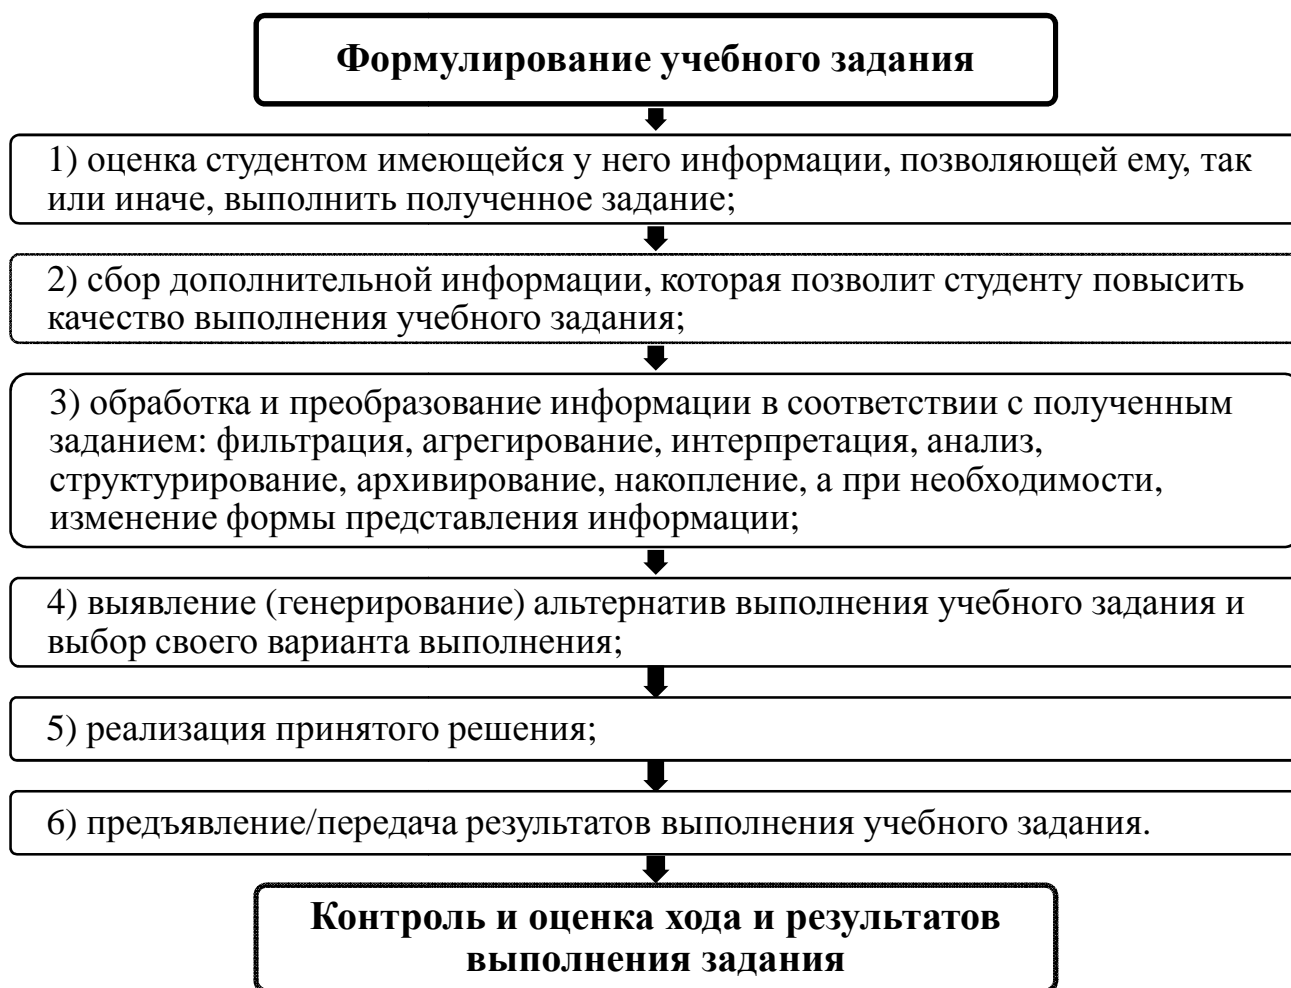 Формулирование учебного задания
1) оценка студентом имеющейся у него информации, позволяющей ему, так
или иначе, выполнить полученное задание;
2) сбор дополнительной информации, которая позволит студенту повысить
качество выполнения учебного задания;
3) обработка и преобразование информации в соответствии с полученным
заданием: фильтрация, агрегирование, интерпретация, анализ,
структурирование, архивирование, накопление, а при необходимости,
изменение формы представления информации;
4) выявление (генерирование) альтернатив выполнения учебного задания и
выбор своего варианта выполнения;
5) реализация принятого решения;
6) предъявление/передача результатов выполнения учебного задания.
Контроль и оценка хода и результатов
выполнения задания